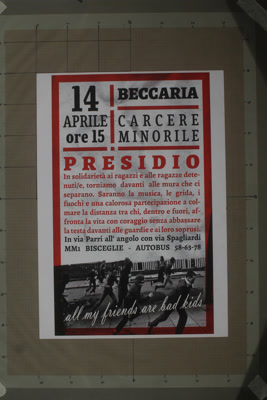 14
APRILE
ore 15
BECCARIA
CARCERE
MINORILE
PRESIDIO
In solidarietà ai ragazzi e alle ragazze dete-
nuti/e, torniamo davanti alle mura che ci
separano. Saranno la musica, le grida, i
fuochi e una calorosa partecipazione a col-
mare la distanza tra chi, dentro e fuori, af-
fronta la vita con coraggio senza abbassare
la testa davanti alle guardie e ai loro soprusi.
In via Parri all' angolo con via Spagliardi
MM1 BISCEGLIE - AUTOBUS 58-63-78
all my friends are bad kids